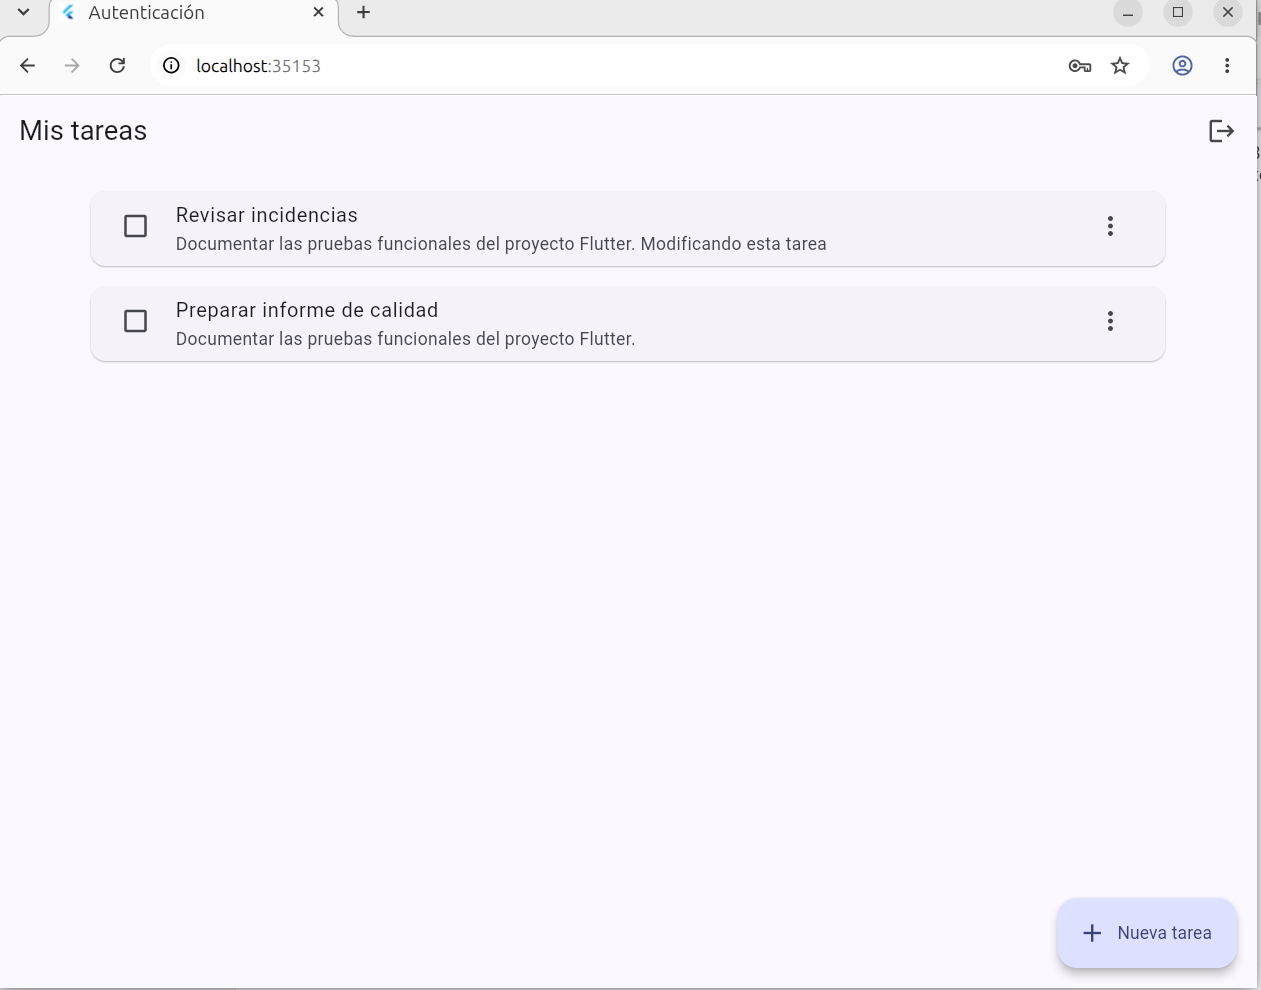 Autenticación
localhost:35153
Mis tareas
Revisar incidencias
Documentar las pruebas funcionales del proyecto Flutter. Modificando esta tarea
Preparar informe de calidad
Documentar las pruebas funcionales del proyecto Flutter.
Nueva tarea